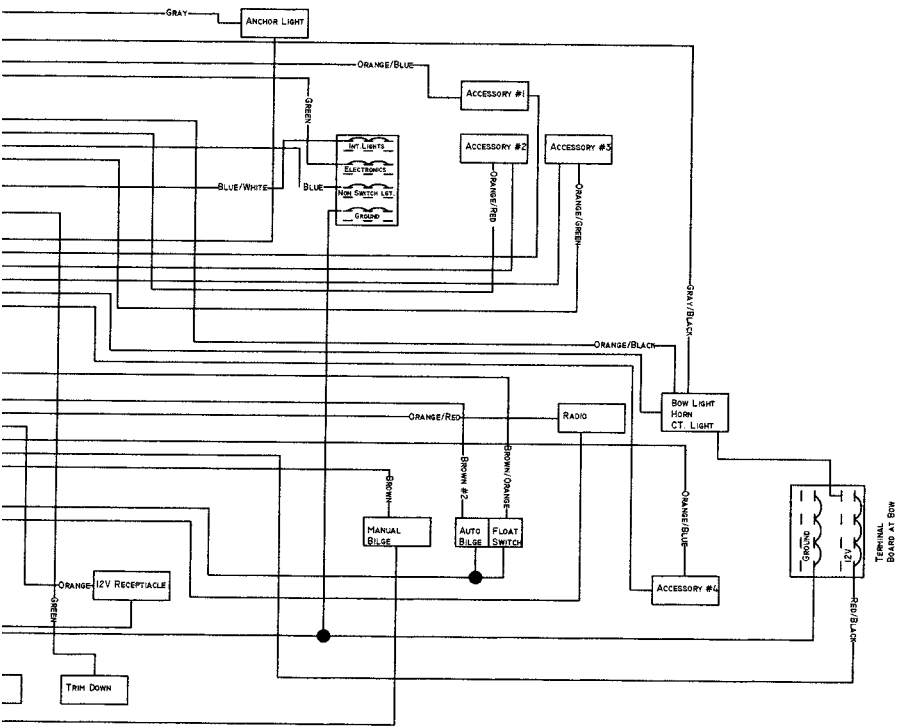 GRAY
ANCHOR LIGHT
ORANGE/BLUE
GREEN
ACCESSORY #1
INT.LIGHTS
ELECTRONICS
NON SWITCH LGT.
GROUND
BLUE/WHITE
BLUE
ACCESSORY #2
ACCESSORY #3
ORANGE/RED
ORANGE/GREEN
GRAY/BLACK
ORANGE/BLACK
BOW LIGHT
HORN
CT. LIGHT
ORANGE/RED
RADIO
BROWN
BROWN #2
BROWN/ORANGE
ORANGE/BLUE
MANUAL
BILGE
AUTO
BILGE
FLOAT
SWITCH
GROUND
12V
TERMINAL
BOARD AT BOW
ORANGE
12V RECEPTIACLE
ACCESSORY #4
GREEN
RED/BLACK
TRIM DOWN